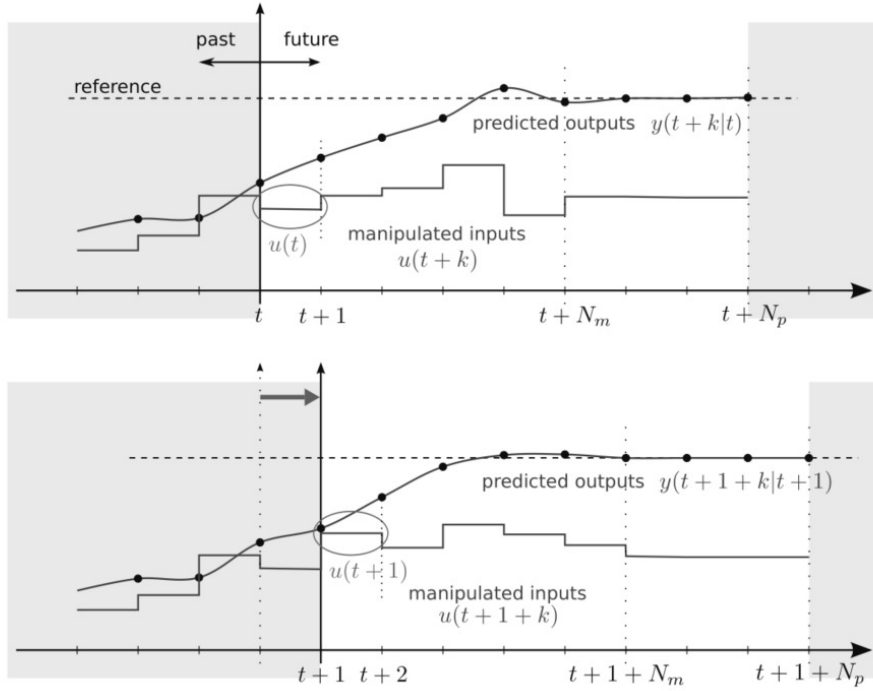 past future
reference
predicted outputs y(t + k|t)
u(t)
manipulated inputs
u(t + k)
t t + 1 t + N_m t + N_p
predicted outputs y(t + 1 + k|t + 1)
u(t + 1)
manipulated inputs
u(t + 1 + k)
t + 1 t + 2 t + 1 + N_m t + 1 + N_p